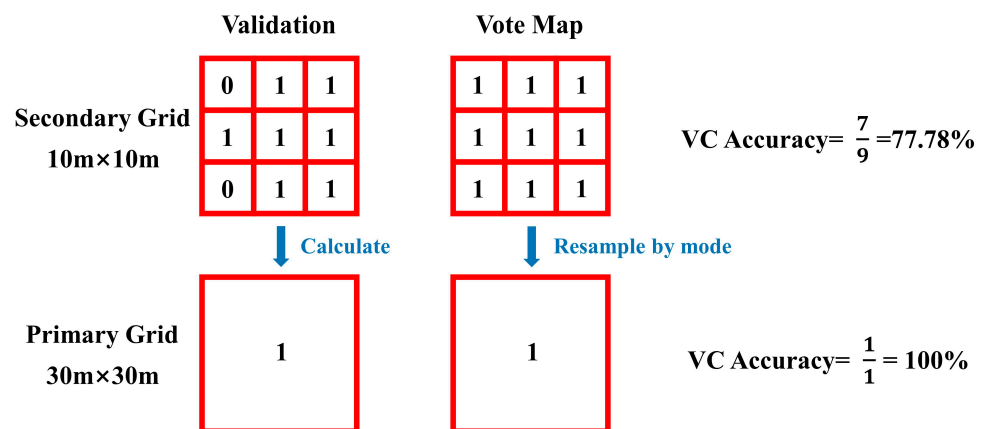 Validation Vote Map
0 1 1 1 1 1
Secondary Grid
10m×10m
1 1 1 1 1 1
VC Accuracy= 7/9 =77.78%
0 1 1 1 1 1
Calculate Resample by mode
Primary Grid
30m×30m
1 1
VC Accuracy= 1/1 = 100%